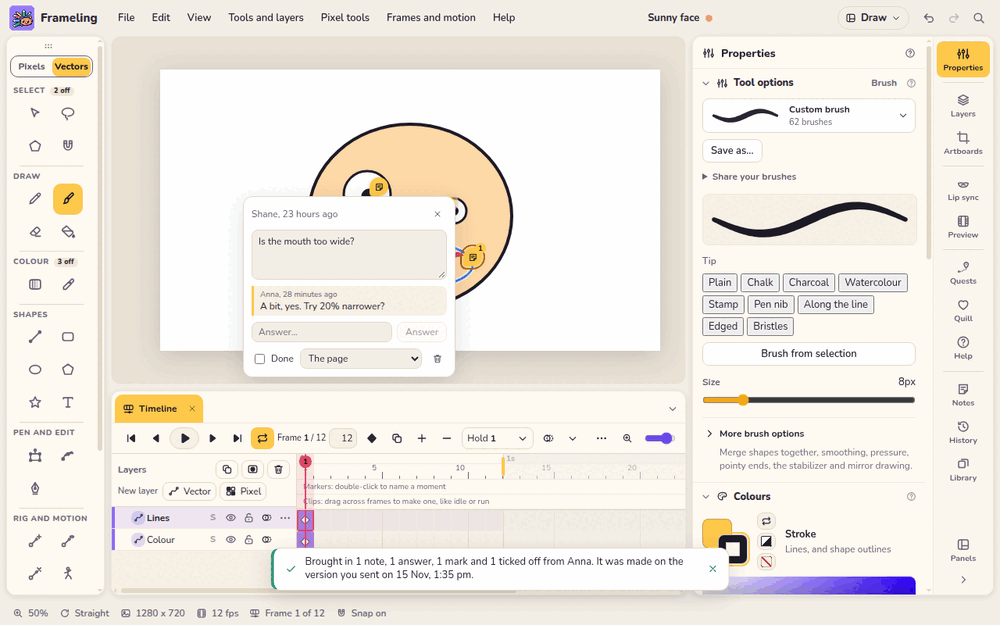 Frameling
File Edit View Tools and layers Pixel tools Frames and motion Help
Sunny face
Draw
Pixels Vectors
SELECT 2 off
DRAW
COLOUR 3 off
SHAPES
PEN AND EDIT
RIG AND MOTION
Shane, 23 hours ago
Is the mouth too wide?
Anna, 28 minutes ago
A bit, yes. Try 20% narrower?
Answer... Answer
Done The page
1
Timeline
Frame 1 / 12 12 Hold 1
Layers
1 5 10 1s 15 20
New layer Vector Pixel
Markers: double-click to name a moment
Clips: drag across frames to make one, like idle or run
Lines S
Colour S
Brought in 1 note, 1 answer, 1 mark and 1 ticked off from Anna. It was made on the
version you sent on 15 Nov, 1:35 pm.
Properties
Tool options Brush
Custom brush
62 brushes
Save as...
Share your brushes
Tip
Plain Chalk Charcoal Watercolour
Stamp Pen nib Along the line
Edged Bristles
Brush from selection
Size 8px
More brush options
Merge shapes together, smoothing, pressure,
pointy ends, the stabilizer and mirror drawing.
Colours
Stroke
Lines, and shape outlines
Properties
Layers
Artboards
Lip sync
Preview
Quests
Quill
Help
Notes
History
Library
Panels
50% Straight 1280 x 720 12 fps Frame 1 of 12 Snap on